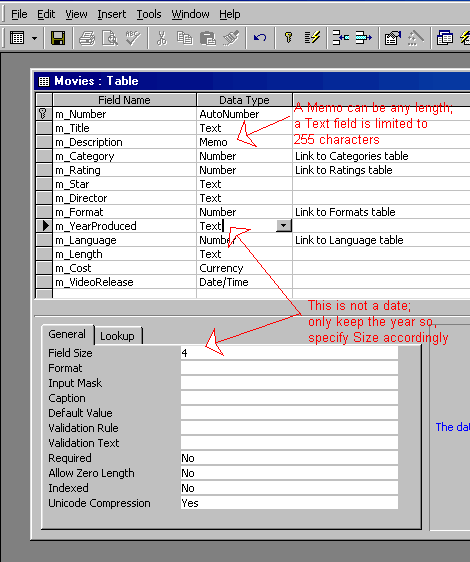 File Edit View Insert Tools Window Help
Movies : Table
Field Name Data Type
m_Number AutoNumber
m_Title Text
m_Description Memo
m_Category Number Link to Categories table
m_Rating Number Link to Ratings table
m_Star Text
m_Director Text
m_Format Number Link to Formats table
m_YearProduced Text
m_Language Number Link to Language table
m_Length Text
m_Cost Currency
m_VideoRelease Date/Time
A Memo can be any length;
a Text field is limited to
255 characters
This is not a date;
only keep the year so,
specify Size accordingly
General Lookup
Field Size 4
Format
Input Mask
Caption
Default Value
Validation Rule
Validation Text
Required No
Allow Zero Length No
Indexed No
Unicode Compression Yes
The dat